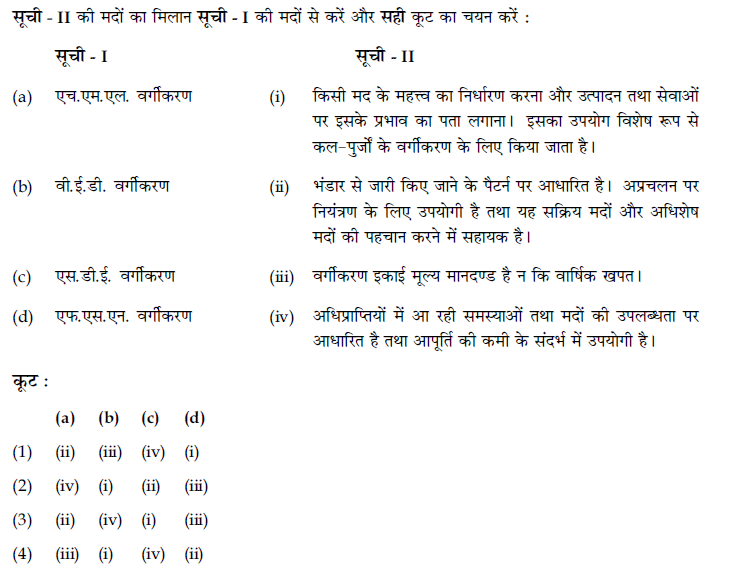 सूची - II की मदों का मिलान सूची - I की मदों से करें और सही कूट का चयन करें :
सूची - I सूची - II
(a) एच.एम.एल. वर्गीकरण (i) किसी मद के महत्त्व का निर्धारण करना और उत्पादन तथा सेवाओं
पर इसके प्रभाव का पता लगाना। इसका उपयोग विशेष रूप से
कल-पुर्जों के वर्गीकरण के लिए किया जाता है।
(b) वी.ई.डी. वर्गीकरण (ii) भंडार से जारी किए जाने के पैटर्न पर आधारित है। अप्रचलन पर
नियंत्रण के लिए उपयोगी है तथा यह सक्रिय मदों और अधिशेष
मदों की पहचान करने में सहायक है।
(c) एस.डी.ई. वर्गीकरण (iii) वर्गीकरण इकाई मूल्य मानदण्ड है न कि वार्षिक खपत।
(d) एफ.एस.एन. वर्गीकरण (iv) अधिप्राप्तियों में आ रही समस्याओं तथा मदों की उपलब्धता पर
आधारित है तथा आपूर्ति की कमी के संदर्भ में उपयोगी है।
कूट :
(a) (b) (c) (d)
(1) (ii) (iii) (iv) (i)
(2) (iv) (i) (ii) (iii)
(3) (ii) (iv) (i) (iii)
(4) (iii) (i) (iv) (ii)